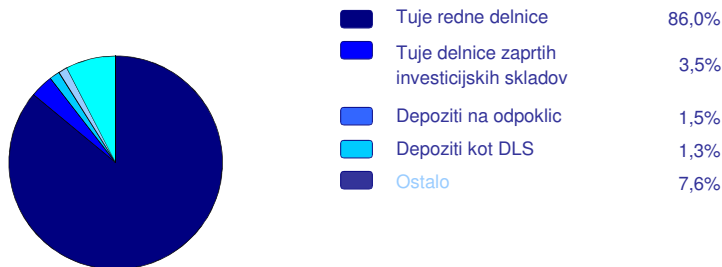 Tuje redne delnice 86,0%
Tuje delnice zaprtih
investicijskih skladov 3,5%
Depoziti na odpoklic 1,5%
Depoziti kot DLS 1,3%
Ostalo 7,6%